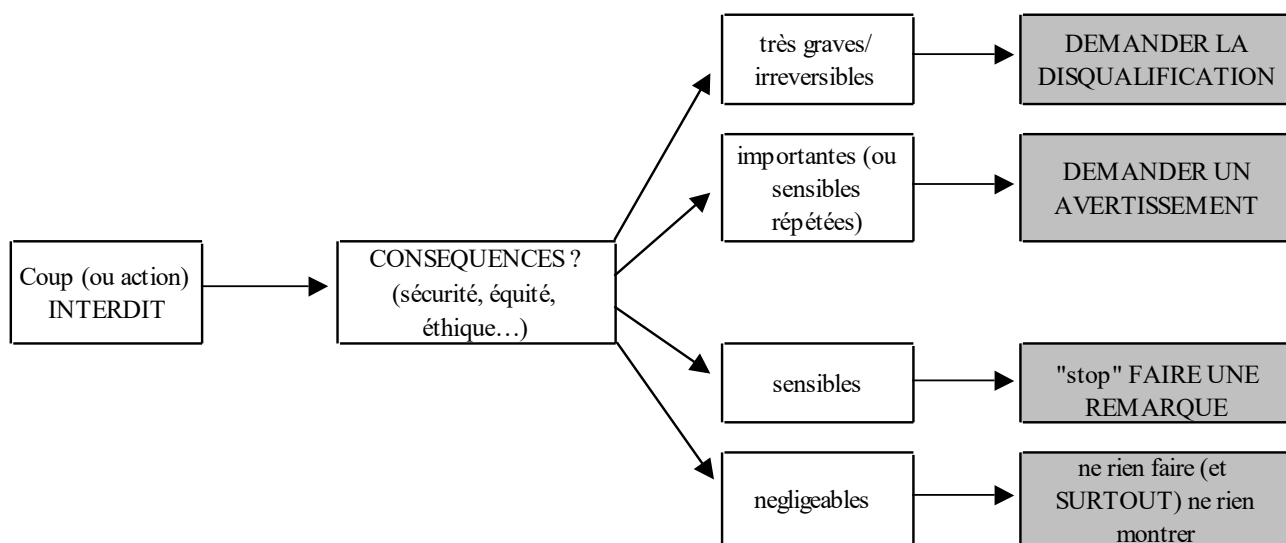 Coup (ou action)
INTERDIT
CONSEQUENCES ?
(sécurité, équité,
éthique…)
très graves/
irreversibles
DEMANDER LA
DISQUALIFICATION
importantes (ou
sensibles
répétées)
DEMANDER UN
AVERTISSEMENT
sensibles
"stop" FAIRE UNE
REMARQUE
negligeables
ne rien faire (et
SURTOUT) ne rien
montrer